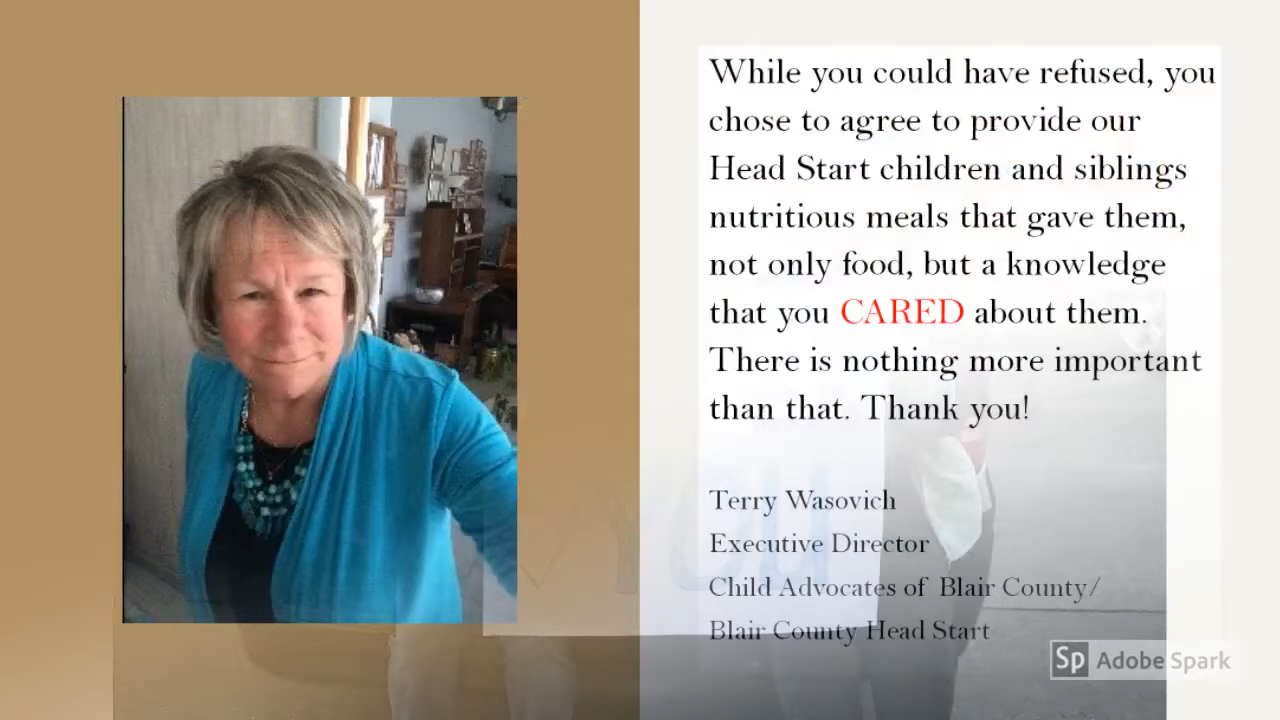 While you could have refused, you
chose to agree to provide our
Head Start children and siblings
nutritious meals that gave them,
not only food, but a knowledge
that you CARED about them.
There is nothing more important
than that. Thank you!
Terry Wasovich
Executive Director
Child Advocates of Blair County/
Blair County Head Start
YOU
Sp Adobe Spark